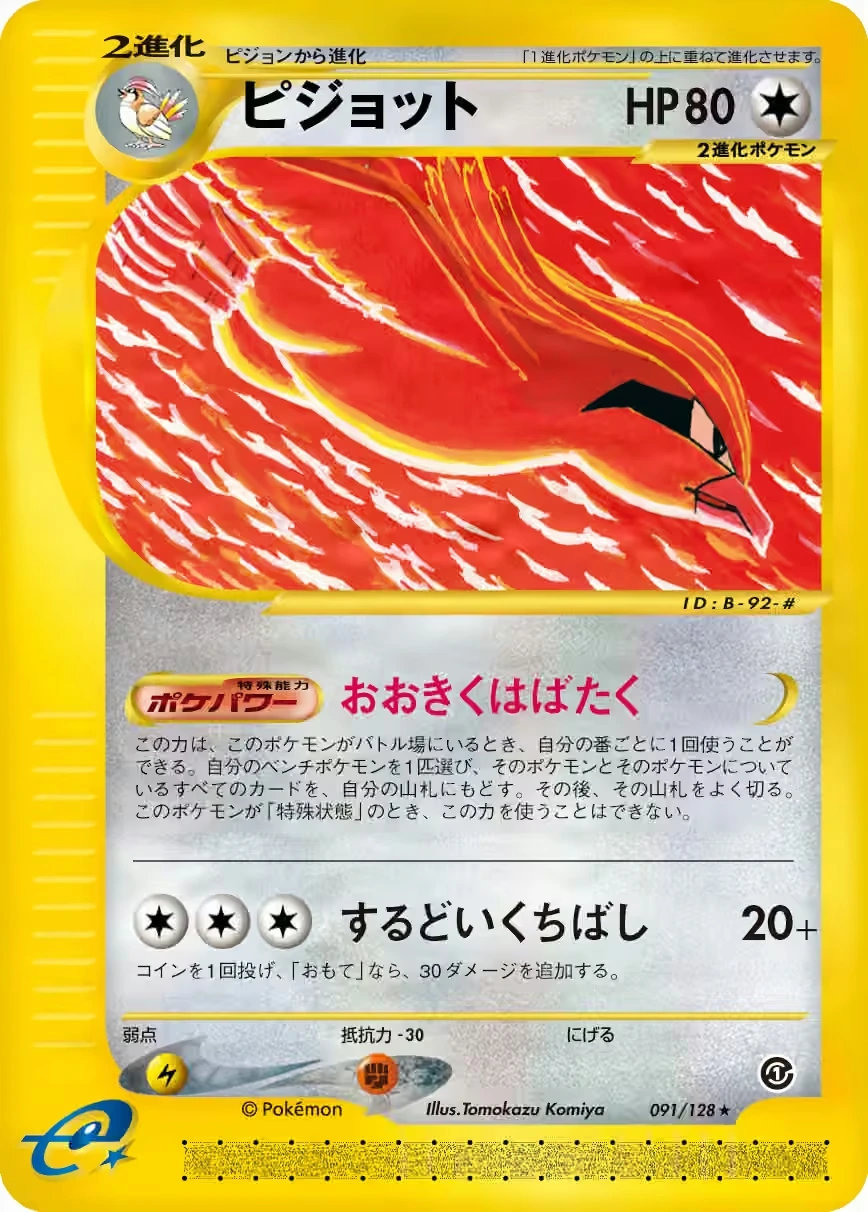 2進化
ピジョンから進化
「1進化ポケモン」の上に重ねて進化させます。
ピジョット
HP80
2進化ポケモン
ID:B-92-#
特殊能力
ポケパワー
おおきくはばたく
この力は、このポケモンがバトル場にいるとき、自分の番ごとに1回使うことが
できる。自分のベンチポケモンを1匹選び、そのポケモンとそのポケモンについて
いるすべてのカードを、自分の山札にもどす。その後、その山札をよく切る。
このポケモンが「特殊状態」のとき、この力を使うことはできない。
するどいくちばし
20+
コインを1回投げ、「おもて」なら、30ダメージを追加する。
弱点
抵抗力 -30
にげる
1
© Pokémon
Illus.Tomokazu Komiya
091/128★
e